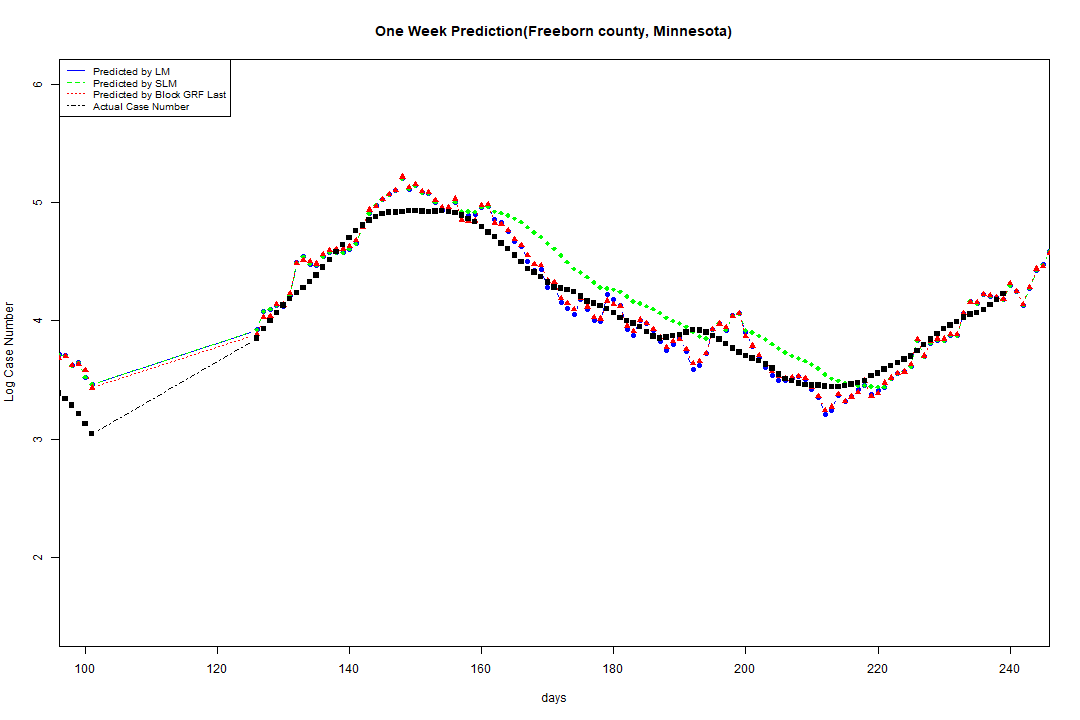 One Week Prediction(Freeborn county, Minnesota)
Predicted by LM
Predicted by SLM
Predicted by Block GRF Last
Actual Case Number
6
5
4
3
2
Log Case Number
100 120 140 160 180 200 220 240
days